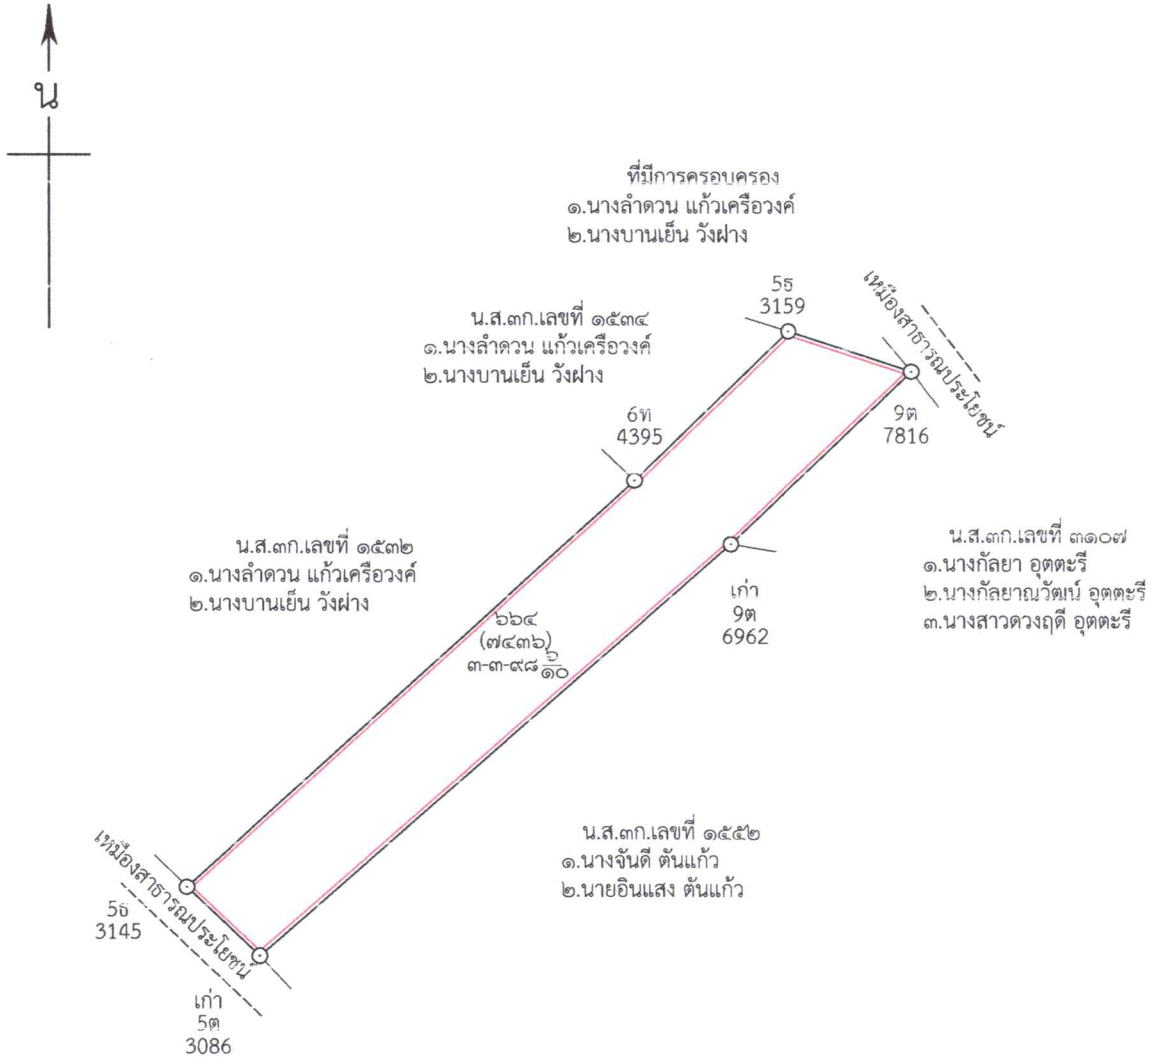 น
ที่มีการครอบครอง
๑.นางลำดวน แก้วเครือวงค์
๒.นางบานเย็น วังฝาง
5ธ
3159
เหมืองสาธารณประโยชน์
น.ส.๓ก.เลขที่ ๑๕๓๔
๑.นางลำดวน แก้วเครือวงค์
๒.นางบานเย็น วังฝาง
6ท
4395
9ต
7816
น.ส.๓ก.เลขที่ ๑๕๓๒
๑.นางลำดวน แก้วเครือวงค์
๒.นางบานเย็น วังฝาง
น.ส.๓ก.เลขที่ ๓๑๐๗
๑.นางกัลยา อุตตะรี
๒.นางกัลยาณวัฒน์ อุตตะรี
๓.นางสาวดวงฤดี อุตตะรี
เก่า
9ต
6962
๖๖๔
(๗๔๓๖)
๓-๓-๙๘ ๖/๑๐
น.ส.๓ก.เลขที่ ๑๕๕๒
๑.นางจันดี ตันแก้ว
๒.นายอินแสง ตันแก้ว
เหมืองสาธารณประโยชน์
5ธ
3145
เก่า
5ต
3086